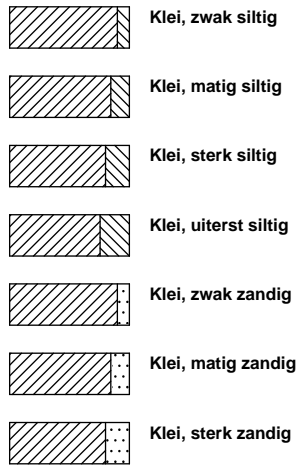 Klei, zwak siltig
Klei, matig siltig
Klei, sterk siltig
Klei, uiterst siltig
Klei, zwak zandig
Klei, matig zandig
Klei, sterk zandig